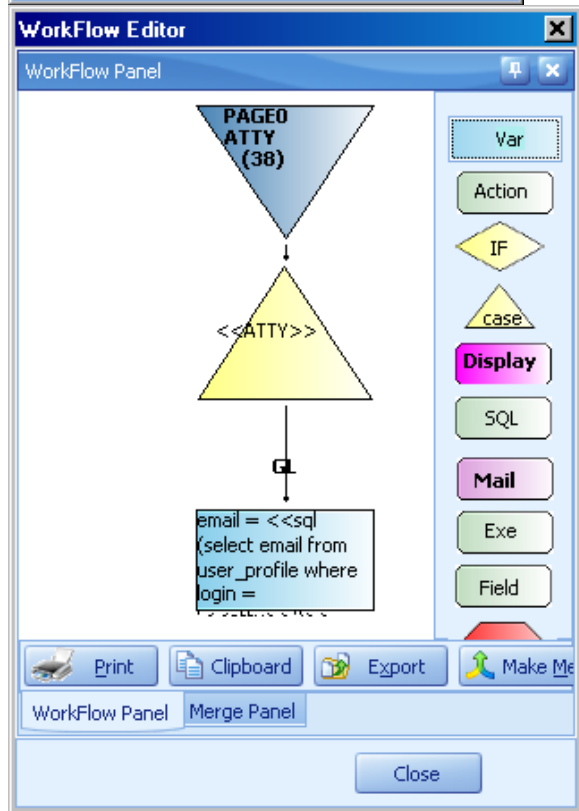 WorkFlow Editor
WorkFlow Panel
PAGE0
ATTY
(38)
<<ATTY>>
GL
email = <<sql
(select email from
user_profile where
login =
Var
Action
IF
case
Display
SQL
Mail
Exe
Field
Print
Clipboard
Export
Make Me
WorkFlow Panel
Merge Panel
Close